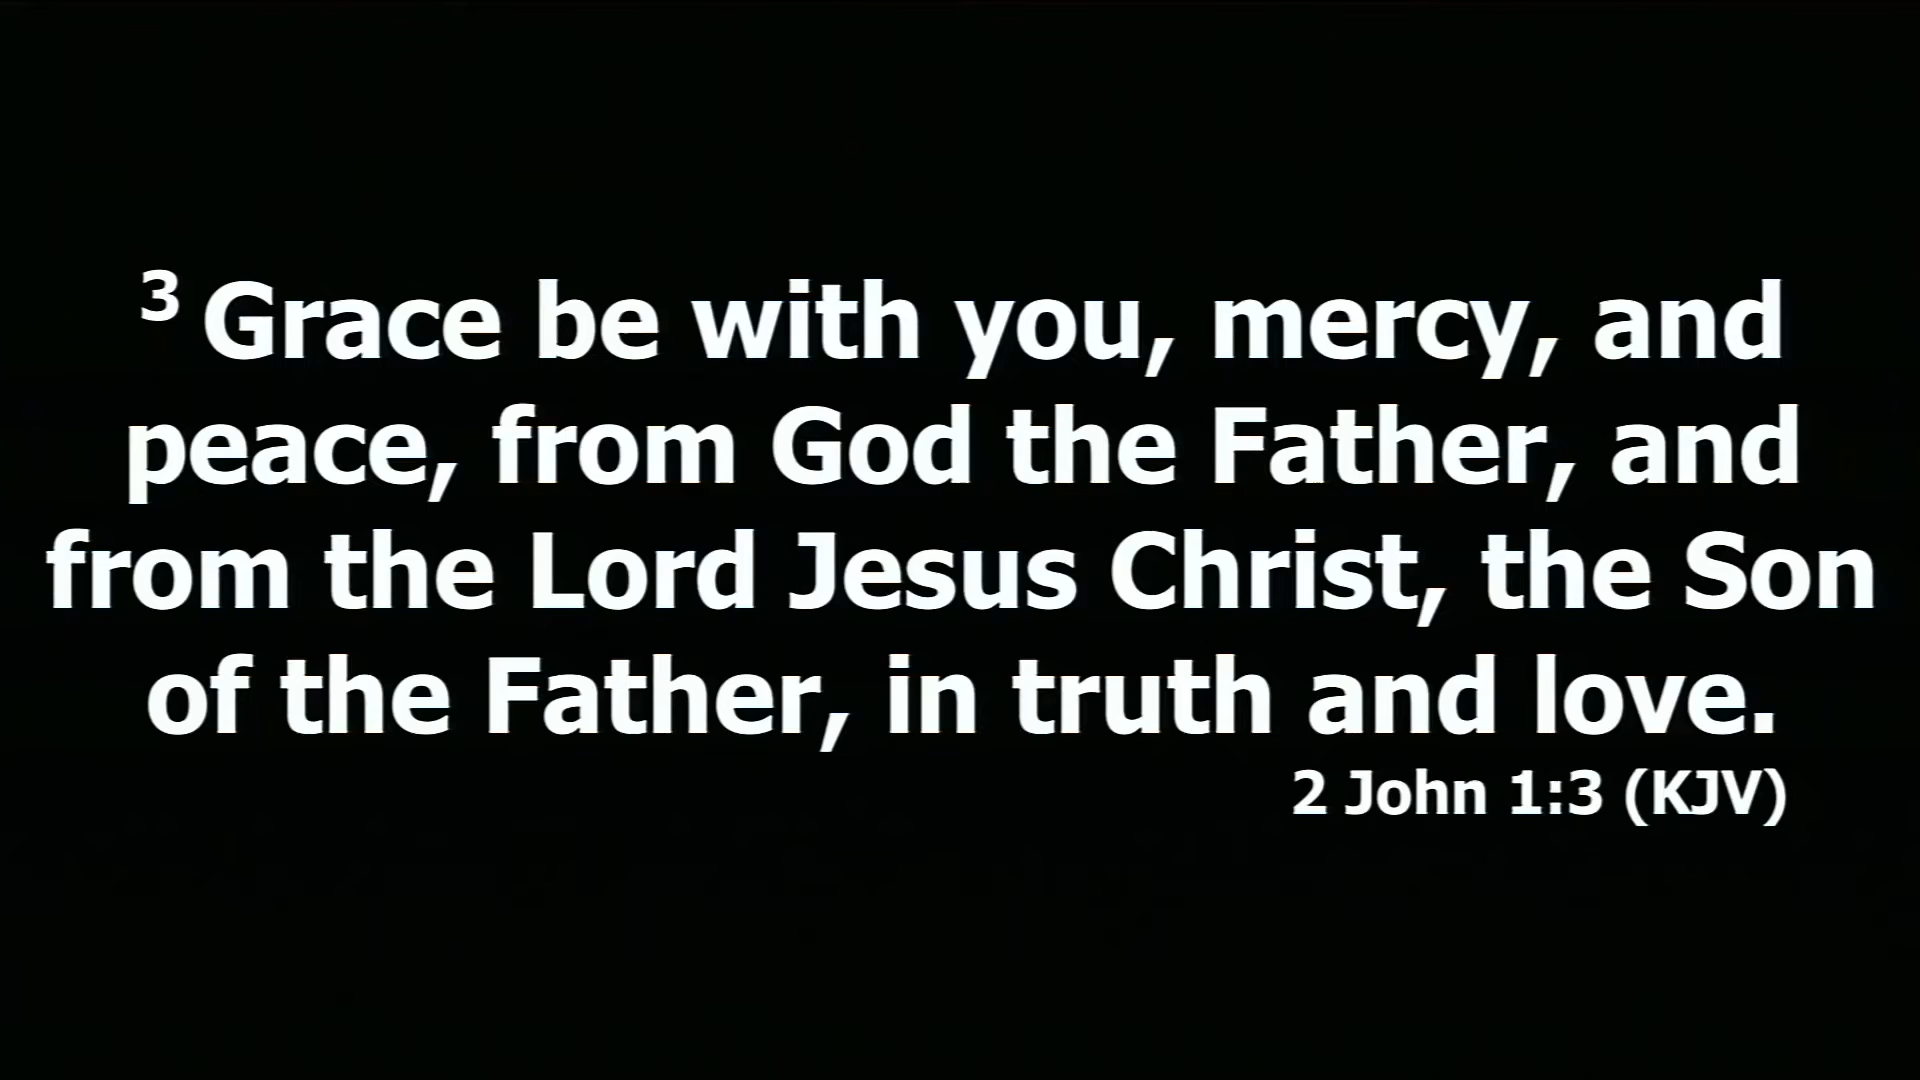 3 Grace be with you, mercy, and
peace, from God the Father, and
from the Lord Jesus Christ, the Son
of the Father, in truth and love.
2 John 1:3 (KJV)